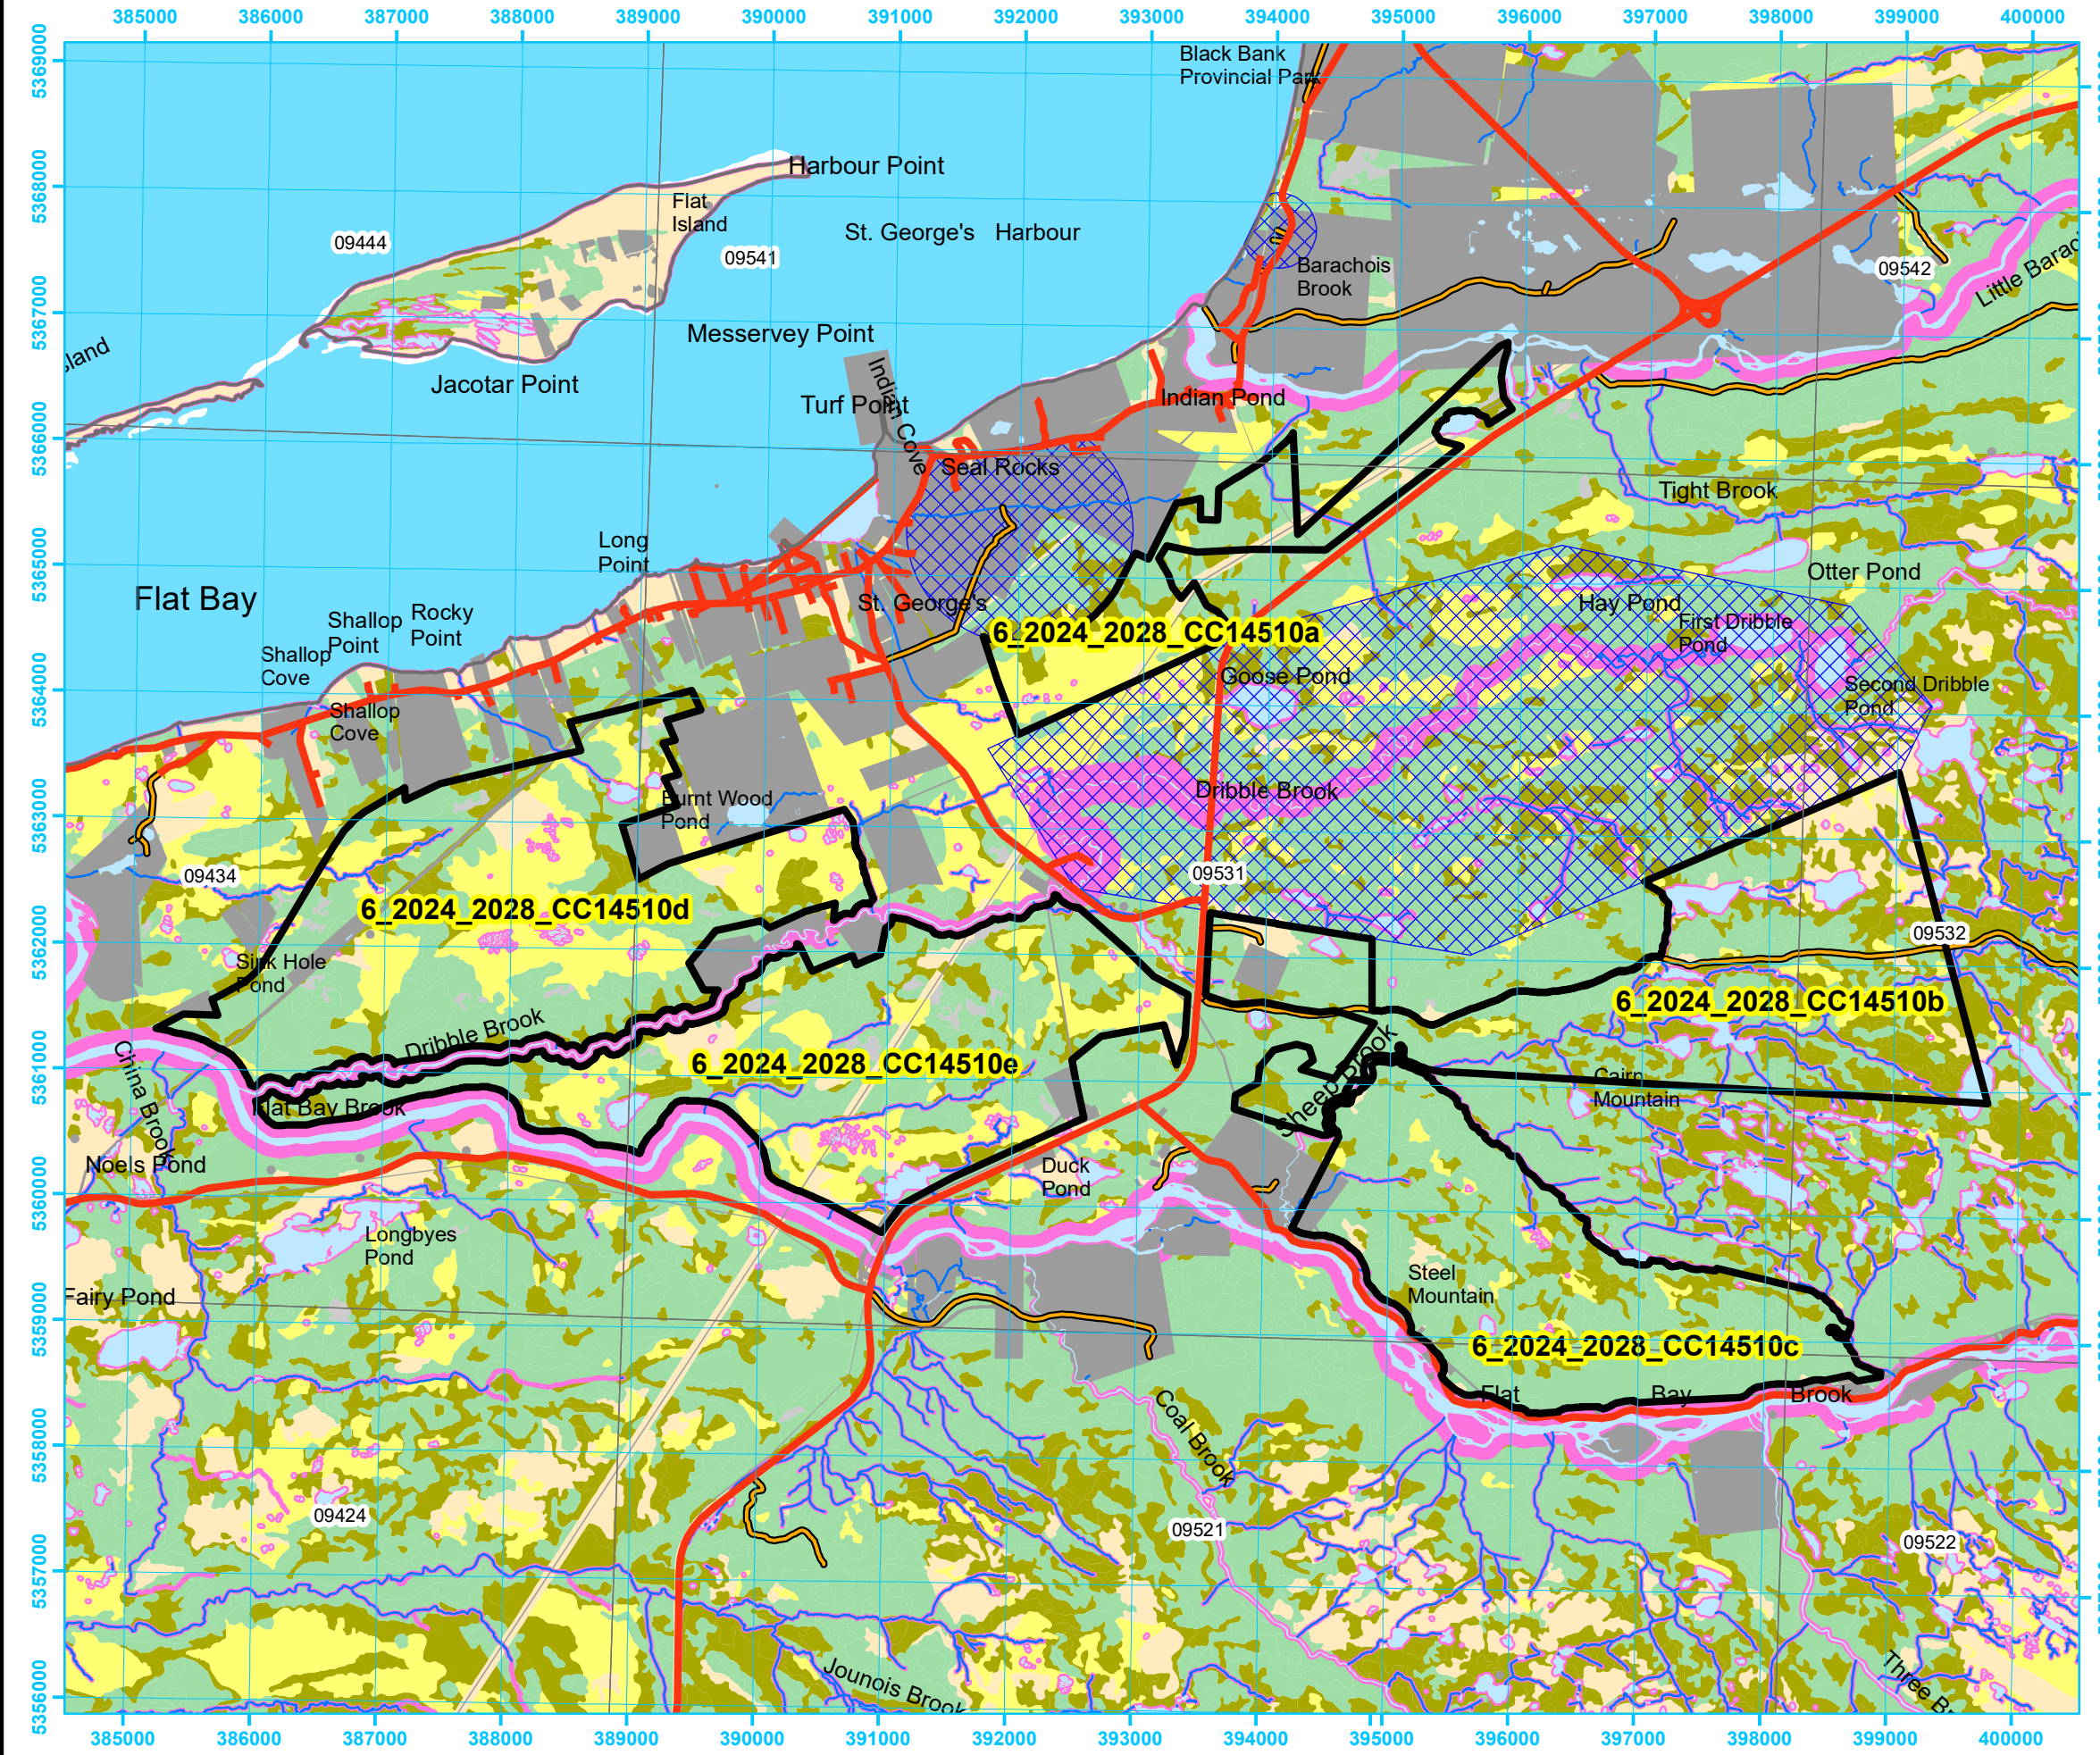 385000 386000 387000 388000 389000 390000 391000 392000 393000 394000 395000 396000 397000 398000 399000 400000
5369000
5368000
5367000
5366000
5365000
5364000
5363000
5362000
5361000
5360000
5359000
5358000
5357000
5356000
Black Bank
Provincial Park
Harbour Point
Flat
Island
09444
09541
St. George's Harbour
Barachois
Brook
09542
Messervey Point
Jacotar Point
Indian Cove
Turf Point
Indian Pond
Seal Rocks
Tight Brook
Long
Point
Otter Pond
Flat Bay
Shallop
Point
Rocky
Point
St. George's
Hay Pond
First Dribble
Pond
6_2024_2028_CC14510a
Shallop
Cove
Goose Pond
Second Dribble
Pond
Shallop
Cove
Burnt Wood
Pond
Dribble Brook
09434
09531
6_2024_2028_CC14510d
09532
Sink Hole
Pond
6_2024_2028_CC14510b
Dribble Brook
6_2024_2028_CC14510e
China Brook
Sheep Brook
Cairn
Mountain
Flat Bay Brook
Noels Pond
Duck
Pond
Longbyes
Pond
Steel
Mountain
Fairy Pond
6_2024_2028_CC14510c
Flat Bay Brook
Coal Brook
09424
09521
09522
Jounois Brook
385000 386000 387000 388000 389000 390000 391000 392000 393000 394000 395000 396000 397000 398000 399000 400000